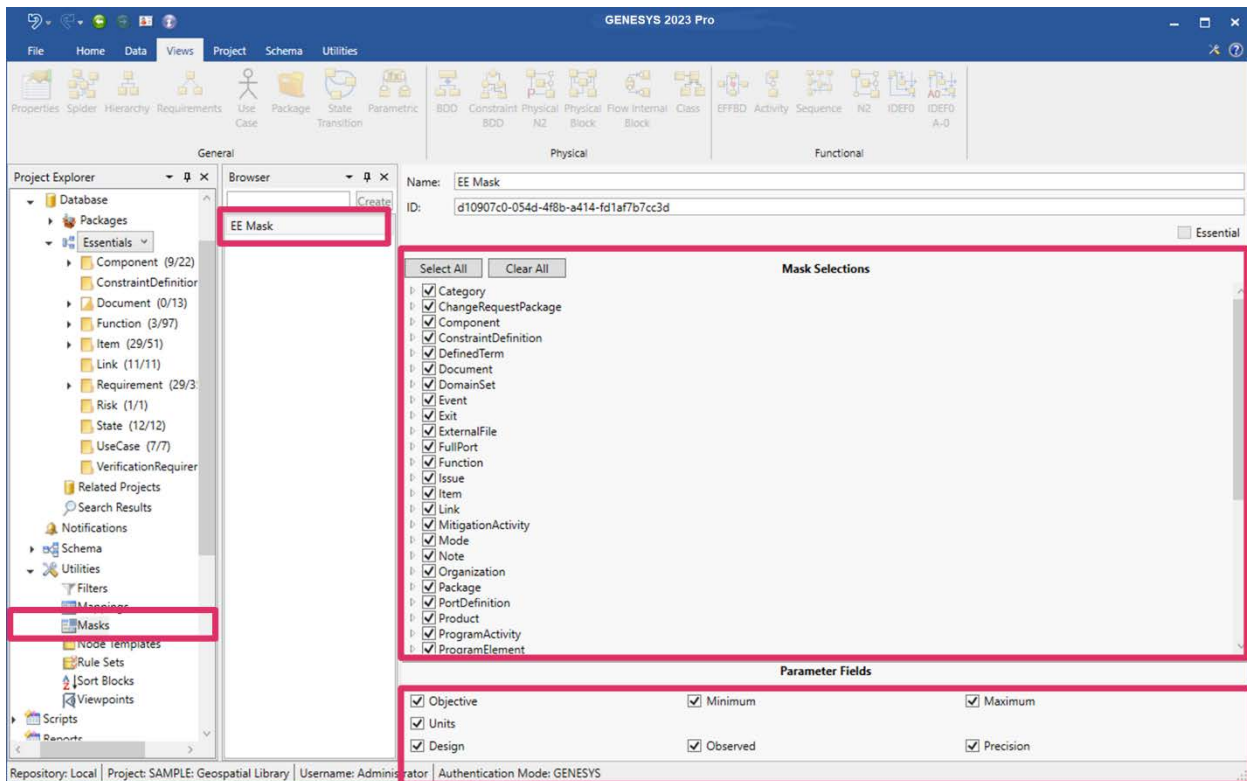 GENESYS 2023 Pro
File Home Data Views Project Schema Utilities
Properties Spider Hierarchy Requirements Use Case Package State Transition Parametric BDD Constraint BDD Physical N2 Physical Block Flow Internal Block Class EFFBD Activity Sequence N2 IDEF0 IDEF0 A-0
General Physical Functional
Project Explorer
Database
Packages
Essentials
Component (9/22)
ConstraintDefinition
Document (0/13)
Function (3/97)
Item (29/51)
Link (11/11)
Requirement (29/3
Risk (1/1)
State (12/12)
UseCase (7/7)
VerificationRequirer
Related Projects
Search Results
Notifications
Schema
Utilities
Filters
Mappings
Masks
Node Templates
Rule Sets
Sort Blocks
Viewpoints
Scripts
Reports
Browser
Create
EE Mask
Name: EE Mask
ID: d10907c0-054d-4f8b-a414-fd1af7b7cc3d
Essential
Select All Clear All Mask Selections
Category
ChangeRequestPackage
Component
ConstraintDefinition
DefinedTerm
Document
DomainSet
Event
Exit
ExternalFile
FullPort
Function
Issue
Item
Link
MitigationActivity
Mode
Note
Organization
Package
PortDefinition
Product
ProgramActivity
ProgramElement
Parameter Fields
Objective Minimum Maximum
Units
Design Observed Precision
Repository: Local Project: SAMPLE: Geospatial Library Username: Administrator Authentication Mode: GENESYS